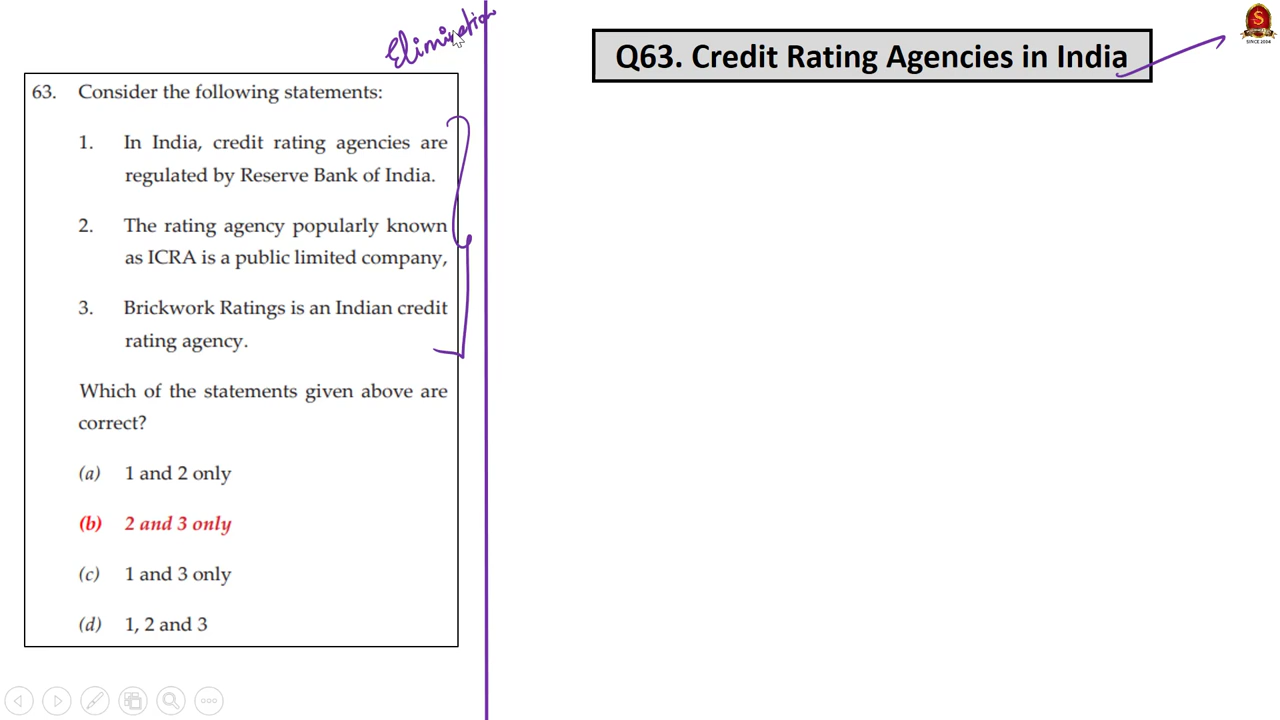 Elimination
Q63. Credit Rating Agencies in India
SINCE 2004
63. Consider the following statements:
1. In India, credit rating agencies are
regulated by Reserve Bank of India.
2. The rating agency popularly known
as ICRA is a public limited company,
3. Brickwork Ratings is an Indian credit
rating agency.
Which of the statements given above are
correct?
(a) 1 and 2 only
(b) 2 and 3 only
(c) 1 and 3 only
(d) 1, 2 and 3